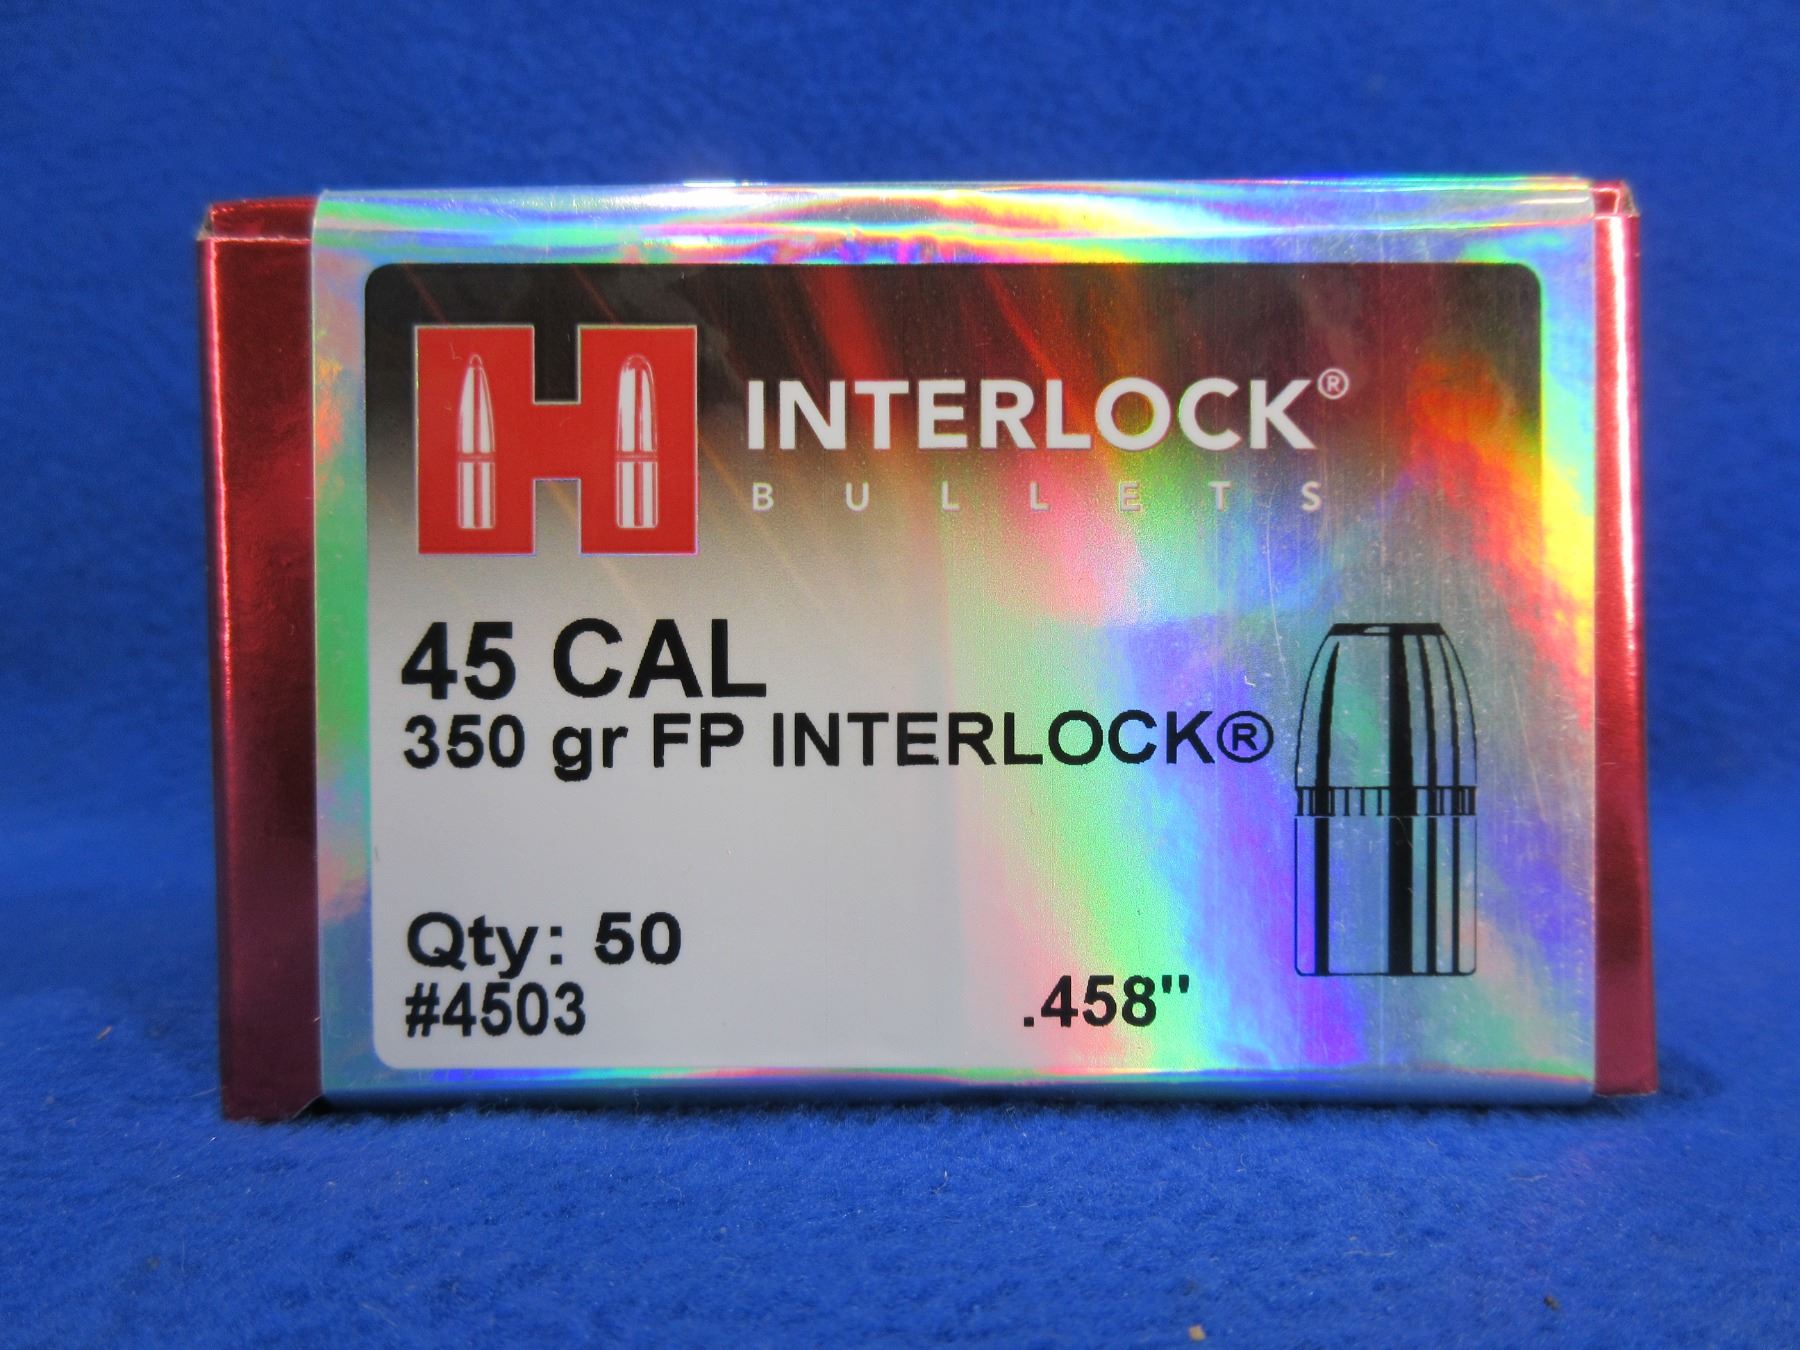 H
INTERLOCK®
BULLETS
45 CAL
350 gr FP INTERLOCK®
Qty: 50
#4503
.458"